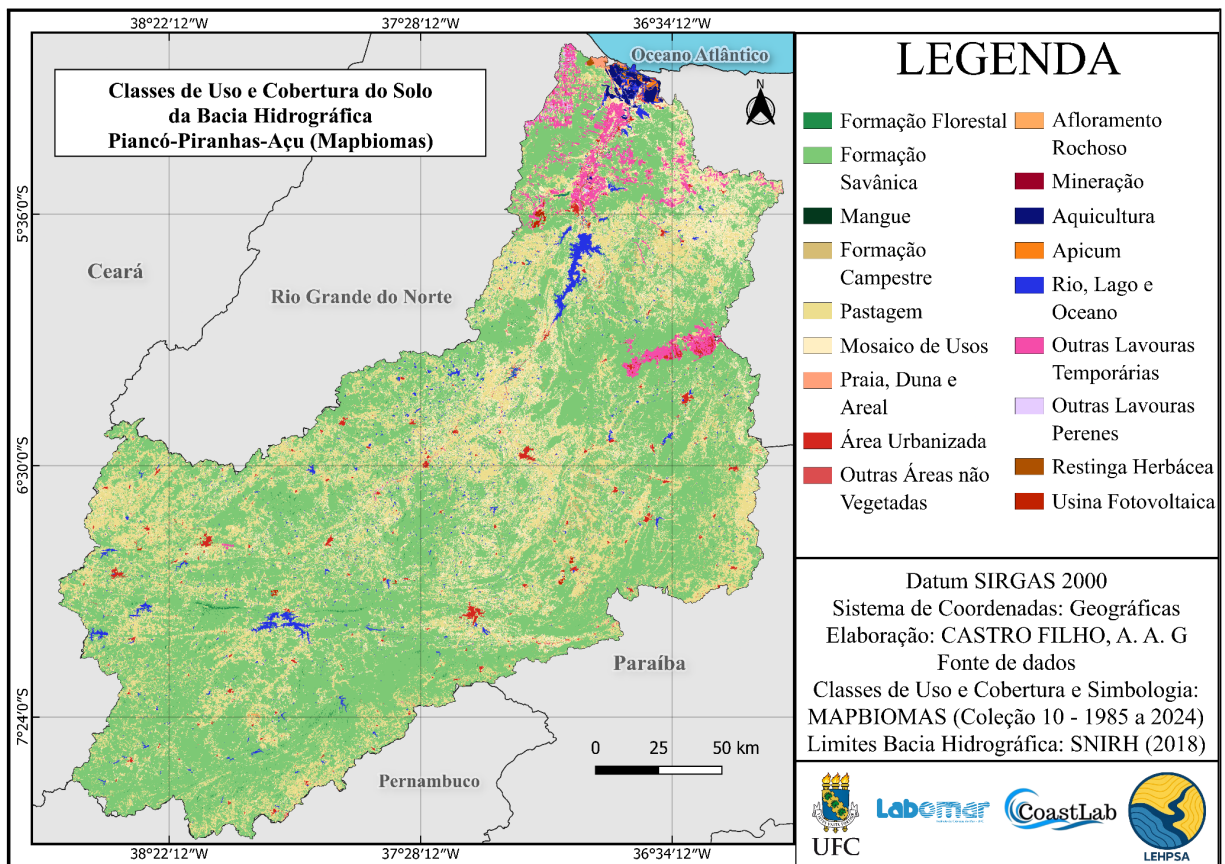 38°22'12"W 37°28'12"W 36°34'12"W
Classes de Uso e Cobertura do Solo
da Bacia Hidrográfica
Piancó-Piranhas-Açu (Mapbiomas)
Oceano Atlântico
N
5°36'0"S
Ceará
Rio Grande do Norte
6°30'0"S
Paraíba
7°24'0"S
Pernambuco
0 25 50 km
38°22'12"W 37°28'12"W 36°34'12"W
LEGENDA
Formação Florestal
Formação
Savânica
Mangue
Formação
Campestre
Pastagem
Mosaico de Usos
Praia, Duna e
Areal
Área Urbanizada
Outras Áreas não
Vegetadas
Afloramento
Rochoso
Mineração
Aquicultura
Apicum
Rio, Lago e
Oceano
Outras Lavouras
Temporárias
Outras Lavouras
Perenes
Restinga Herbácea
Usina Fotovoltaica
Datum SIRGAS 2000
Sistema de Coordenadas: Geográficas
Elaboração: CASTRO FILHO, A. A. G
Fonte de dados
Classes de Uso e Cobertura e Simbologia:
MAPBIOMAS (Coleção 10 - 1985 a 2024)
Limites Bacia Hidrográfica: SNIRH (2018)
UFC
Labomar
CoastLab
LEHPSA